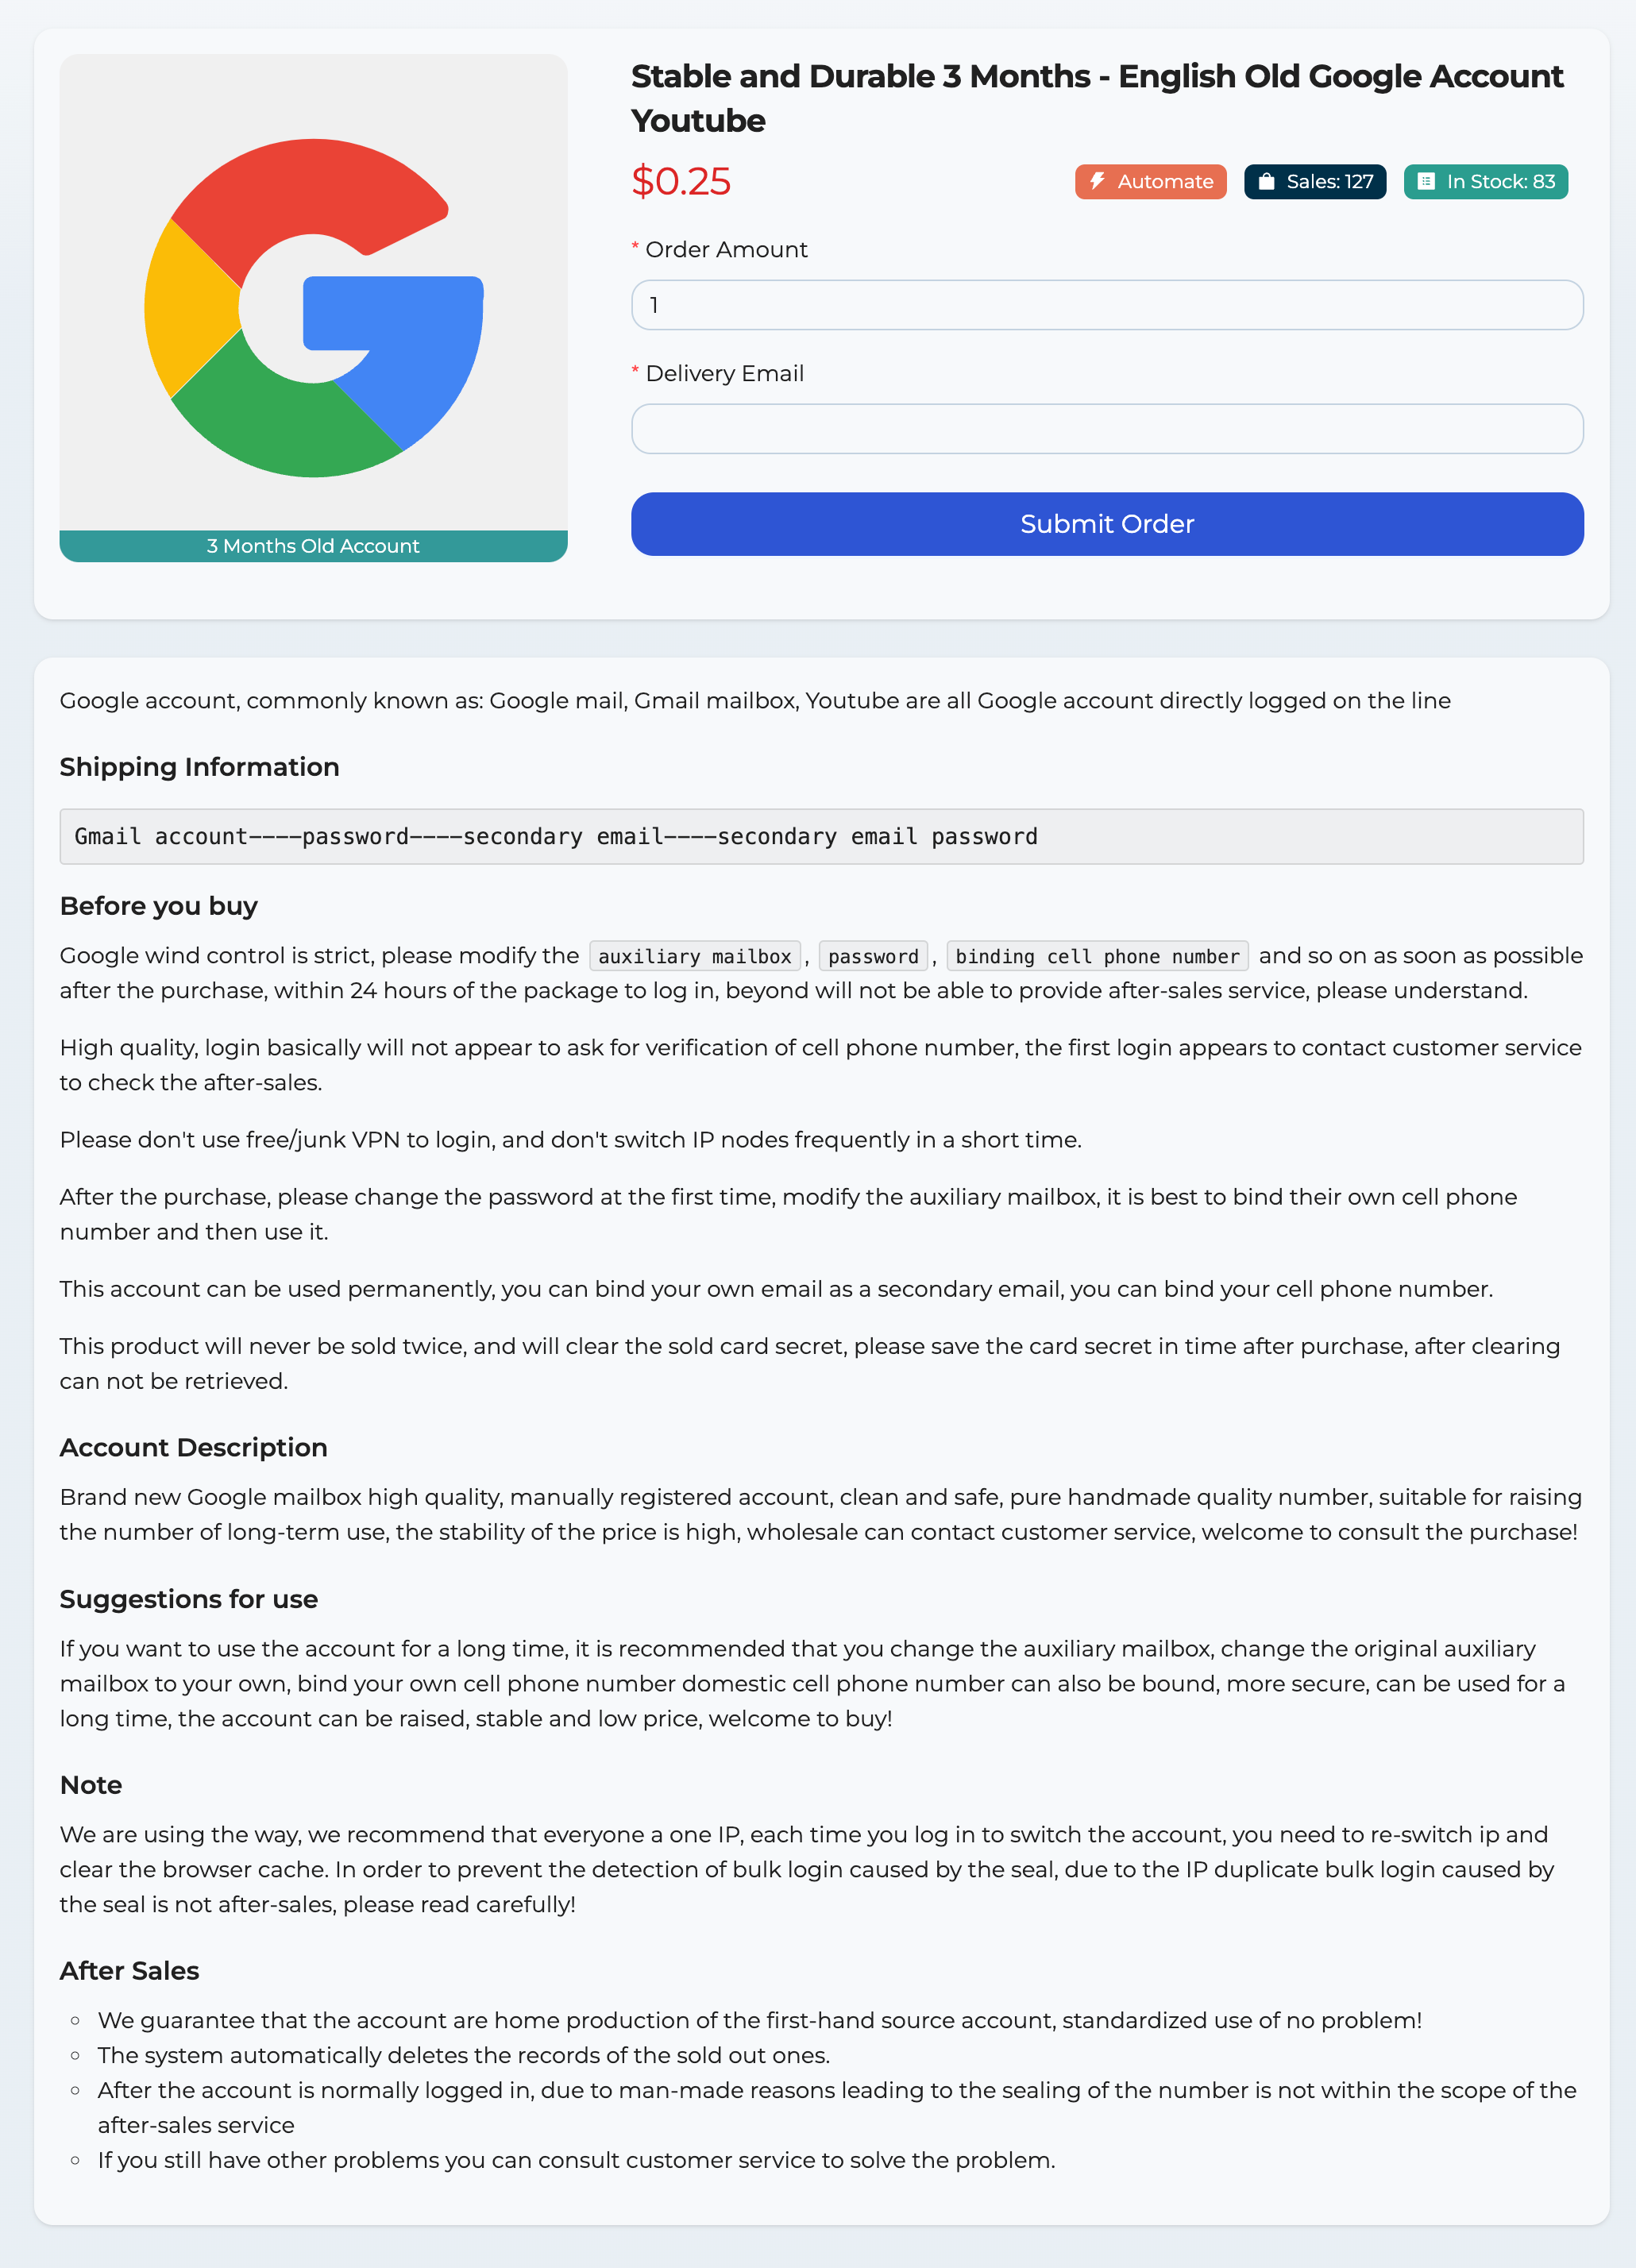 Stable and Durable 3 Months - English Old Google Account
Youtube
$0.25
Automate
Sales: 127
In Stock: 83
* Order Amount
1
* Delivery Email
Submit Order
3 Months Old Account
Google account, commonly known as: Google mail, Gmail mailbox, Youtube are all Google account directly logged on the line
Shipping Information
Gmail account----password----secondary email----secondary email password
Before you buy
Google wind control is strict, please modify the auxiliary mailbox, password, binding cell phone number and so on as soon as possible
after the purchase, within 24 hours of the package to log in, beyond will not be able to provide after-sales service, please understand.
High quality, login basically will not appear to ask for verification of cell phone number, the first login appears to contact customer service
to check the after-sales.
Please don't use free/junk VPN to login, and don't switch IP nodes frequently in a short time.
After the purchase, please change the password at the first time, modify the auxiliary mailbox, it is best to bind their own cell phone
number and then use it.
This account can be used permanently, you can bind your own email as a secondary email, you can bind your cell phone number.
This product will never be sold twice, and will clear the sold card secret, please save the card secret in time after purchase, after clearing
can not be retrieved.
Account Description
Brand new Google mailbox high quality, manually registered account, clean and safe, pure handmade quality number, suitable for raising
the number of long-term use, the stability of the price is high, wholesale can contact customer service, welcome to consult the purchase!
Suggestions for use
If you want to use the account for a long time, it is recommended that you change the auxiliary mailbox, change the original auxiliary
mailbox to your own, bind your own cell phone number domestic cell phone number can also be bound, more secure, can be used for a
long time, the account can be raised, stable and low price, welcome to buy!
Note
We are using the way, we recommend that everyone a one IP, each time you log in to switch the account, you need to re-switch ip and
clear the browser cache. In order to prevent the detection of bulk login caused by the seal, due to the IP duplicate bulk login caused by
the seal is not after-sales, please read carefully!
After Sales
We guarantee that the account are home production of the first-hand source account, standardized use of no problem!
The system automatically deletes the records of the sold out ones.
After the account is normally logged in, due to man-made reasons leading to the sealing of the number is not within the scope of the
after-sales service
If you still have other problems you can consult customer service to solve the problem.